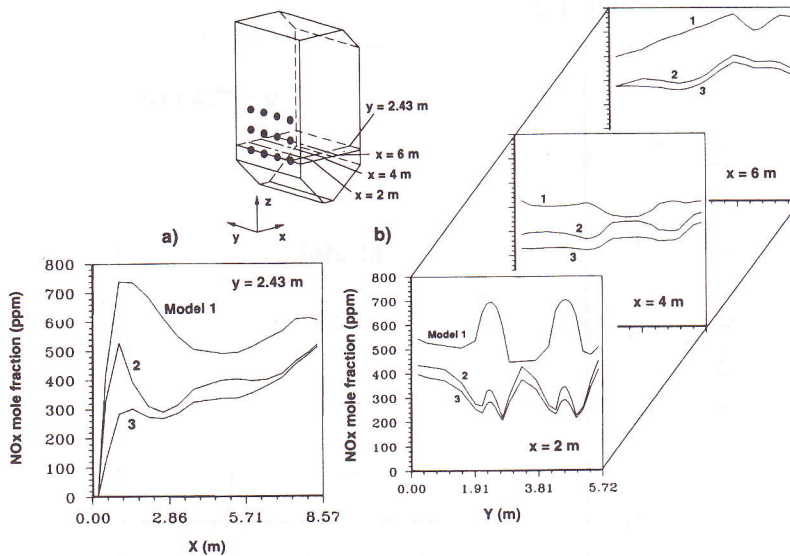 y = 2.43 m
x = 6 m
x = 4 m
x = 2 m
z
y
x
a)
b)
1
2
3
x = 6 m
1
2
3
x = 4 m
800
700
600
500
400
300
200
100
0
NOx mole fraction (ppm)
y = 2.43 m
Model 1
2
3
0.00
2.86
5.71
8.57
X (m)
800
700
600
500
400
300
200
100
0
NOx mole fraction (ppm)
Model 1
2
3
x = 2 m
0.00
1.91
3.81
5.72
Y (m)